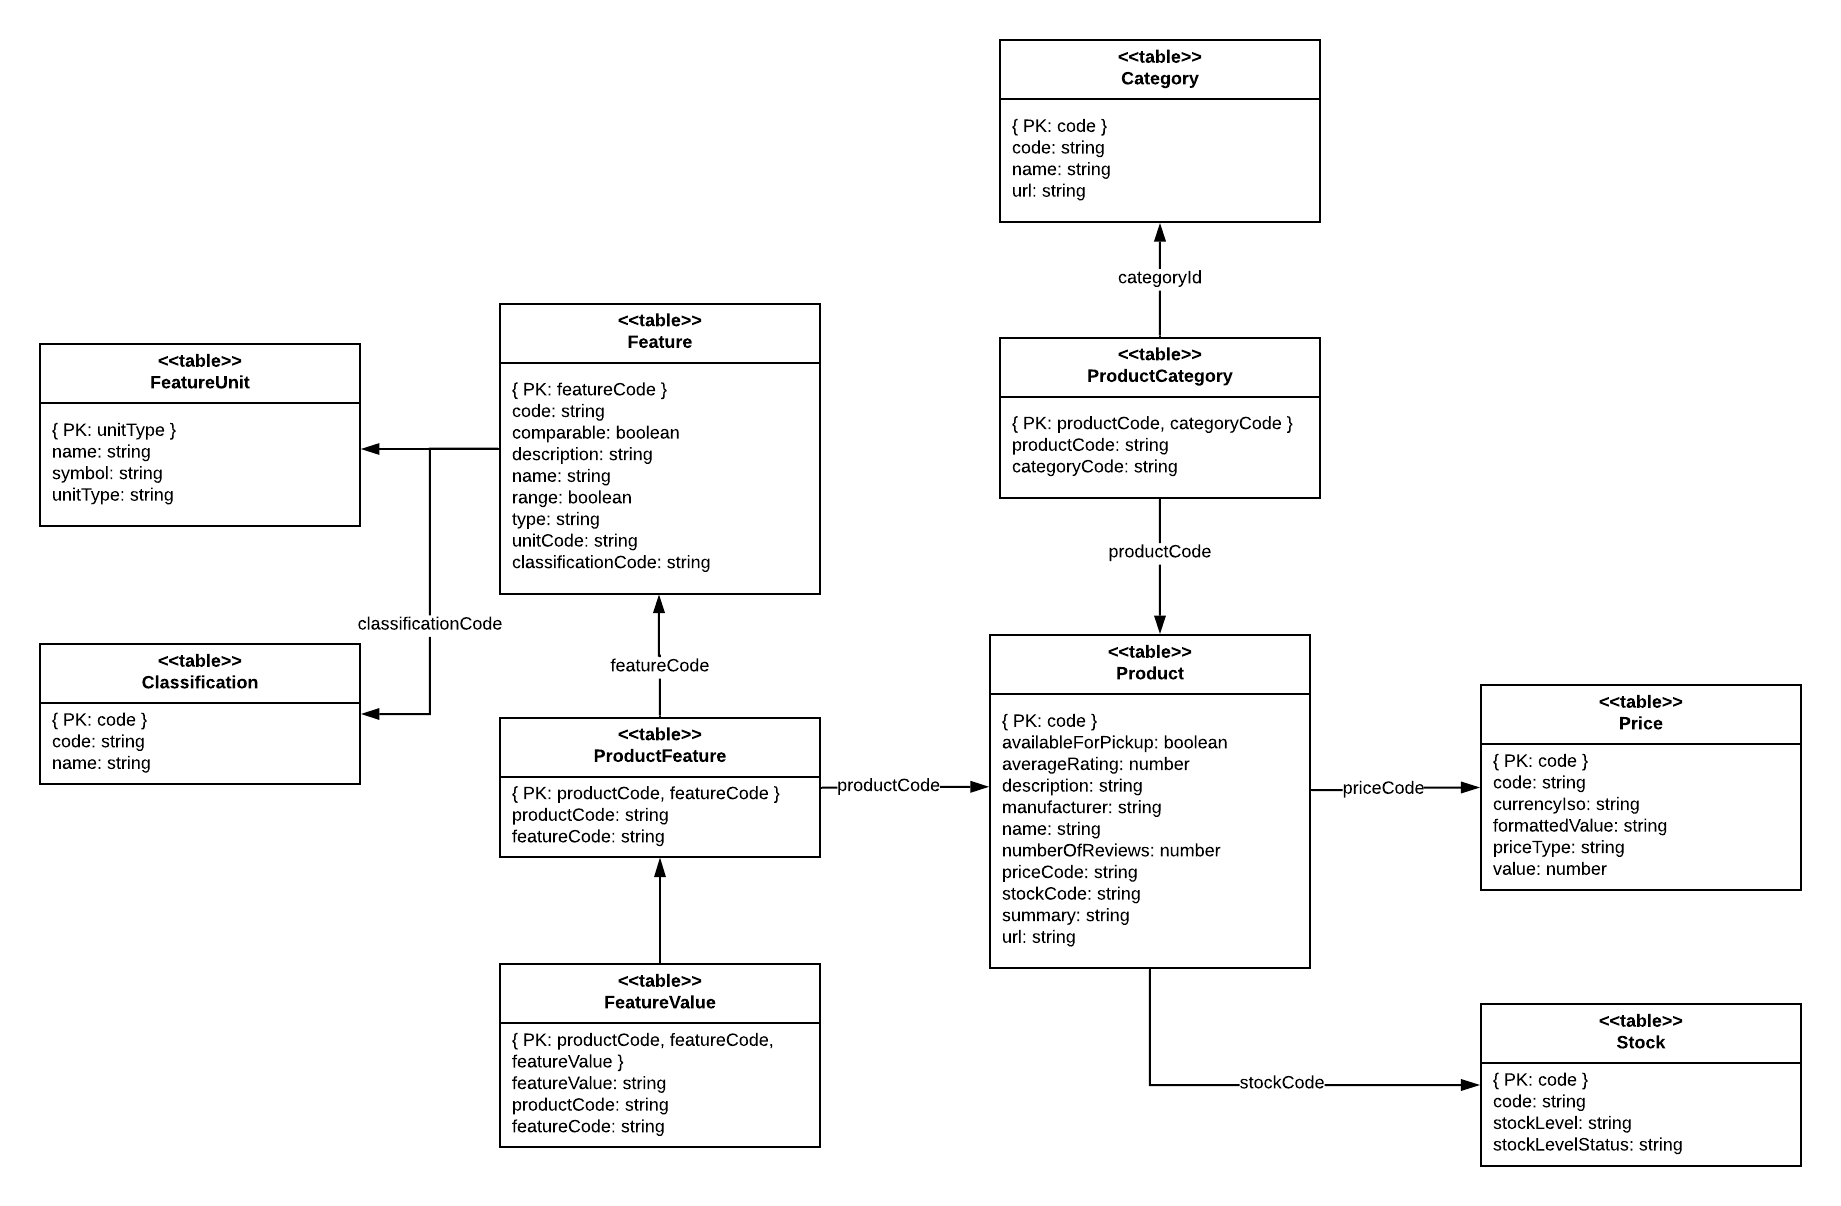 <<table>>
Category
{ PK: code }
code: string
name: string
url: string
categoryId
<<table>>
ProductCategory
{ PK: productCode, categoryCode }
productCode: string
categoryCode: string
productCode
<<table>>
Feature
{ PK: featureCode }
code: string
comparable: boolean
description: string
name: string
range: boolean
type: string
unitCode: string
classificationCode: string
<<table>>
FeatureUnit
{ PK: unitType }
name: string
symbol: string
unitType: string
classificationCode
<<table>>
Classification
{ PK: code }
code: string
name: string
featureCode
<<table>>
ProductFeature
{ PK: productCode, featureCode }
productCode: string
featureCode: string
productCode
<<table>>
FeatureValue
{ PK: productCode, featureCode,
featureValue }
featureValue: string
productCode: string
featureCode: string
<<table>>
Product
{ PK: code }
availableForPickup: boolean
averageRating: number
description: string
manufacturer: string
name: string
numberOfReviews: number
priceCode: string
stockCode: string
summary: string
url: string
priceCode
<<table>>
Price
{ PK: code }
code: string
currencyIso: string
formattedValue: string
priceType: string
value: number
stockCode
<<table>>
Stock
{ PK: code }
code: string
stockLevel: string
stockLevelStatus: string